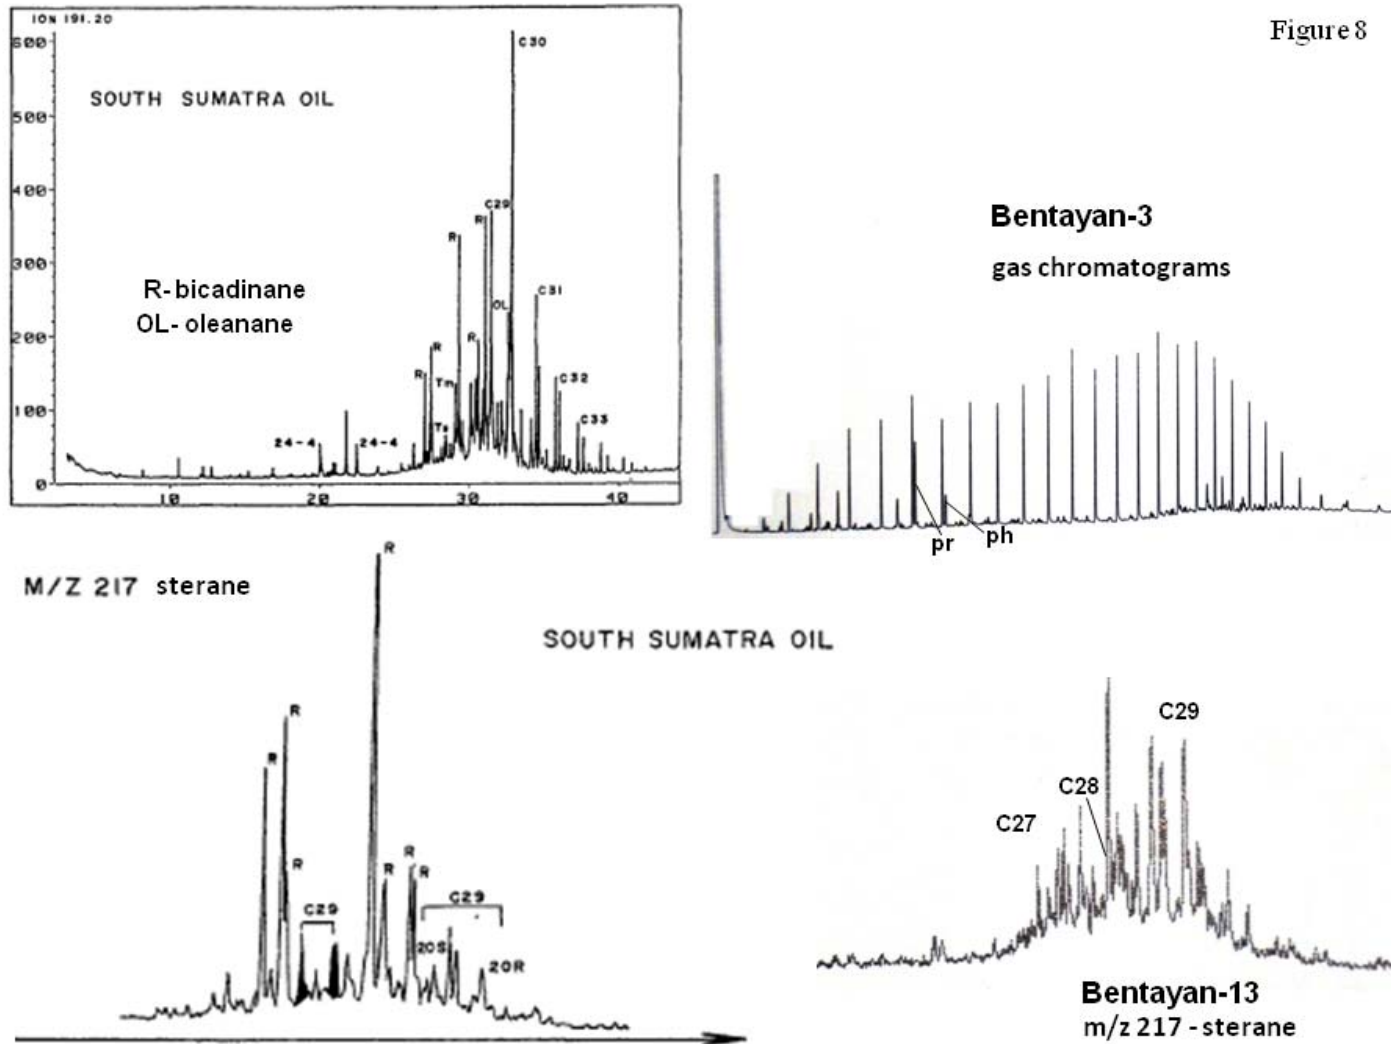 Figure 8
ION 191.20
600
500
400
300
200
100
0
10
20
30
40
SOUTH SUMATRA OIL
R- bicadinane
OL- oleanane
24-4
24-4
R
R
Tm
Ts
R
R
R
C29
OL
C30
C31
C32
C33
Bentayan-3
gas chromatograms
pr
ph
M/Z 217 sterane
SOUTH SUMATRA OIL
R
R
R
C29
R
R
R
R
C29
20S
20R
C27
C28
C29
Bentayan-13
m/z 217 - sterane